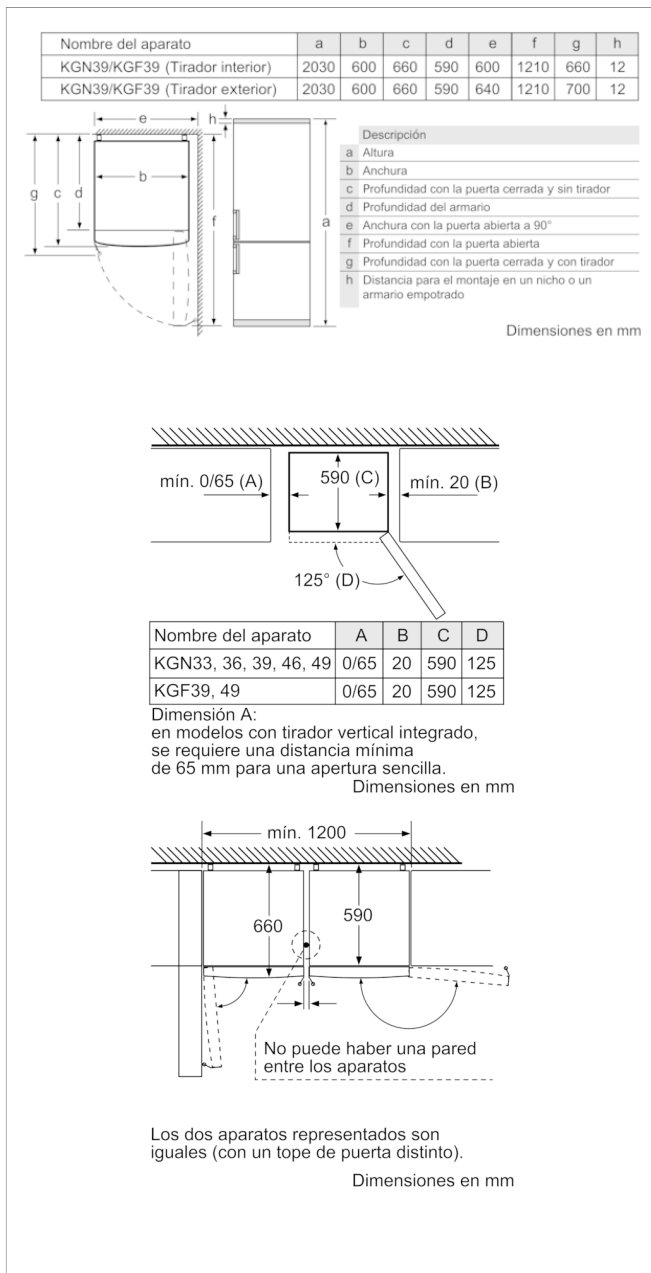 Nombre del aparato a b c d e f g h
KGN39/KGF39 (Tirador interior) 2030 600 660 590 600 1210 660 12
KGN39/KGF39 (Tirador exterior) 2030 600 660 590 640 1210 700 12
e
h
b
g
c
d
f
a
Descripción
a Altura
b Anchura
c Profundidad con la puerta cerrada y sin tirador
d Profundidad del armario
e Anchura con la puerta abierta a 90°
f Profundidad con la puerta abierta
g Profundidad con la puerta cerrada y con tirador
h Distancia para el montaje en un nicho o un
armario empotrado
Dimensiones en mm
mín. 0/65 (A)
590 (C)
mín. 20 (B)
125° (D)
Nombre del aparato A B C D
KGN33, 36, 39, 46, 49 0/65 20 590 125
KGF39, 49 0/65 20 590 125
Dimensión A:
en modelos con tirador vertical integrado,
se requiere una distancia mínima
de 65 mm para una apertura sencilla.
Dimensiones en mm
mín. 1200
660
590
No puede haber una pared
entre los aparatos
Los dos aparatos representados son
iguales (con un tope de puerta distinto).
Dimensiones en mm